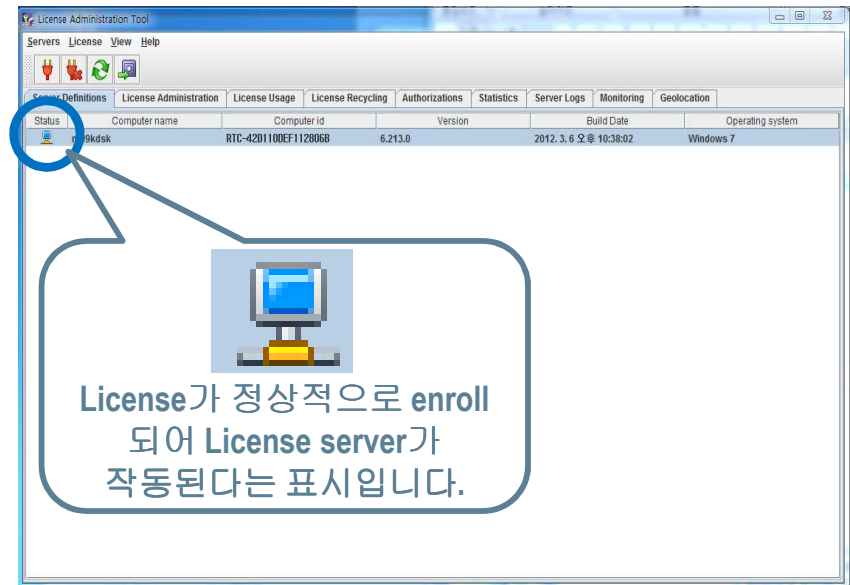 License Administration Tool
Servers License View Help
Server Definitions License Administration License Usage License Recycling Authorizations Statistics Server Logs Monitoring Geolocation
Status Computer name Computer id Version Build Date Operating system
RTC-42D110DEF112806B 6.213.0 2012. 3. 6 오후 10:38:02 Windows 7
License가 정상적으로 enroll
되어 License server가
작동된다는 표시입니다.